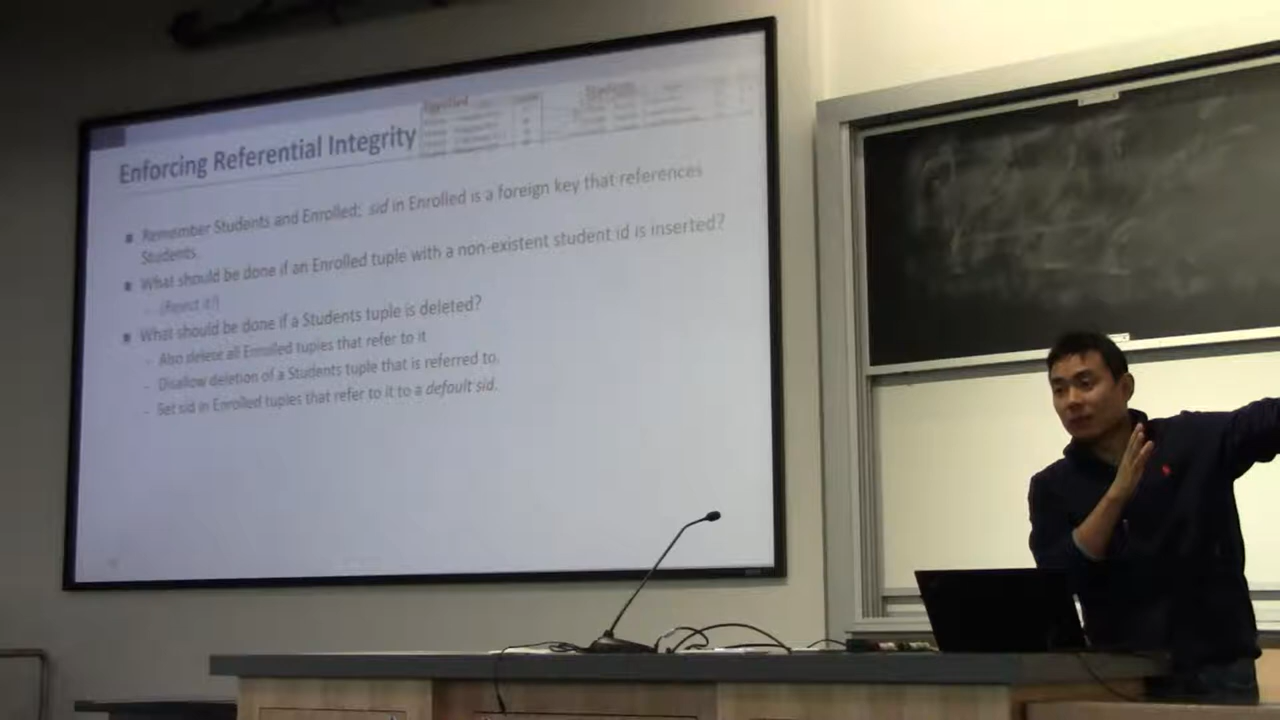 Enforcing Referential Integrity
Enrolled
Students
Remember Students and Enrolled; sid in Enrolled is a foreign key that references
Students.
What should be done if an Enrolled tuple with a non-existent student id is inserted?
- (Reject it!)
What should be done if a Students tuple is deleted?
- Also delete all Enrolled tuples that refer to it
- Disallow deletion of a Students tuple that is referred to.
- Set sid in Enrolled tuples that refer to it to a default sid.